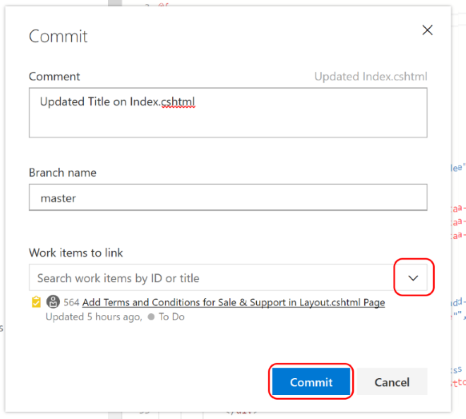 Commit
Comment
Updated Index.cshtml
Updated Title on Index.cshtml
Branch name
master
Work items to link
Search work items by ID or title
564 Add Terms and Conditions for Sale & Support in Layout.cshtml Page
Updated 5 hours ago, To Do
Commit
Cancel